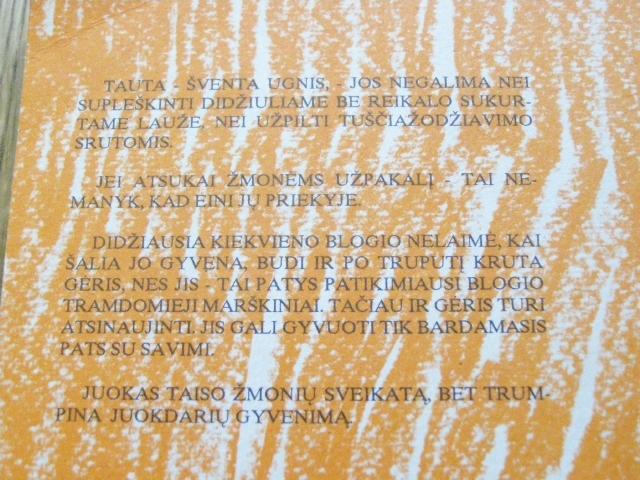 TAUTA - ŠVENTA UGNIS, - JOS NEGALIMA NEI
SUPLEŠKINTI DIDŽIULIAME BE REIKALO SUKUR-
TAME LAUŽE, NEI UŽPILTI TUŠČIAŽODŽIAVIMO
SRUTOMIS.
JEI ATSUKAI ŽMONĖMS UŽPAKALĮ - TAI NE-
MANYK, KAD EINI JŲ PRIEKYJE.
DIDŽIAUSIA KIEKVIENO BLOGIO NELAIMĖ, KAI
ŠALIA JO GYVENA, BUDI IR PO TRUPUTĮ KRUTA
GĖRIS, NES JIS - TAI PATYS PATIKIMIAUSI BLOGIO
TRAMDOMIEJI MARŠKINIAI. TAČIAU IR GĖRIS TURI
ATSINAUJINTI. JIS GALI GYVUOTI TIK BARDAMASIS
PATS SU SAVIMI.
JUOKAS TAISO ŽMONIŲ SVEIKATĄ, BET TRUM-
PINA JUOKDARIŲ GYVENIMĄ.